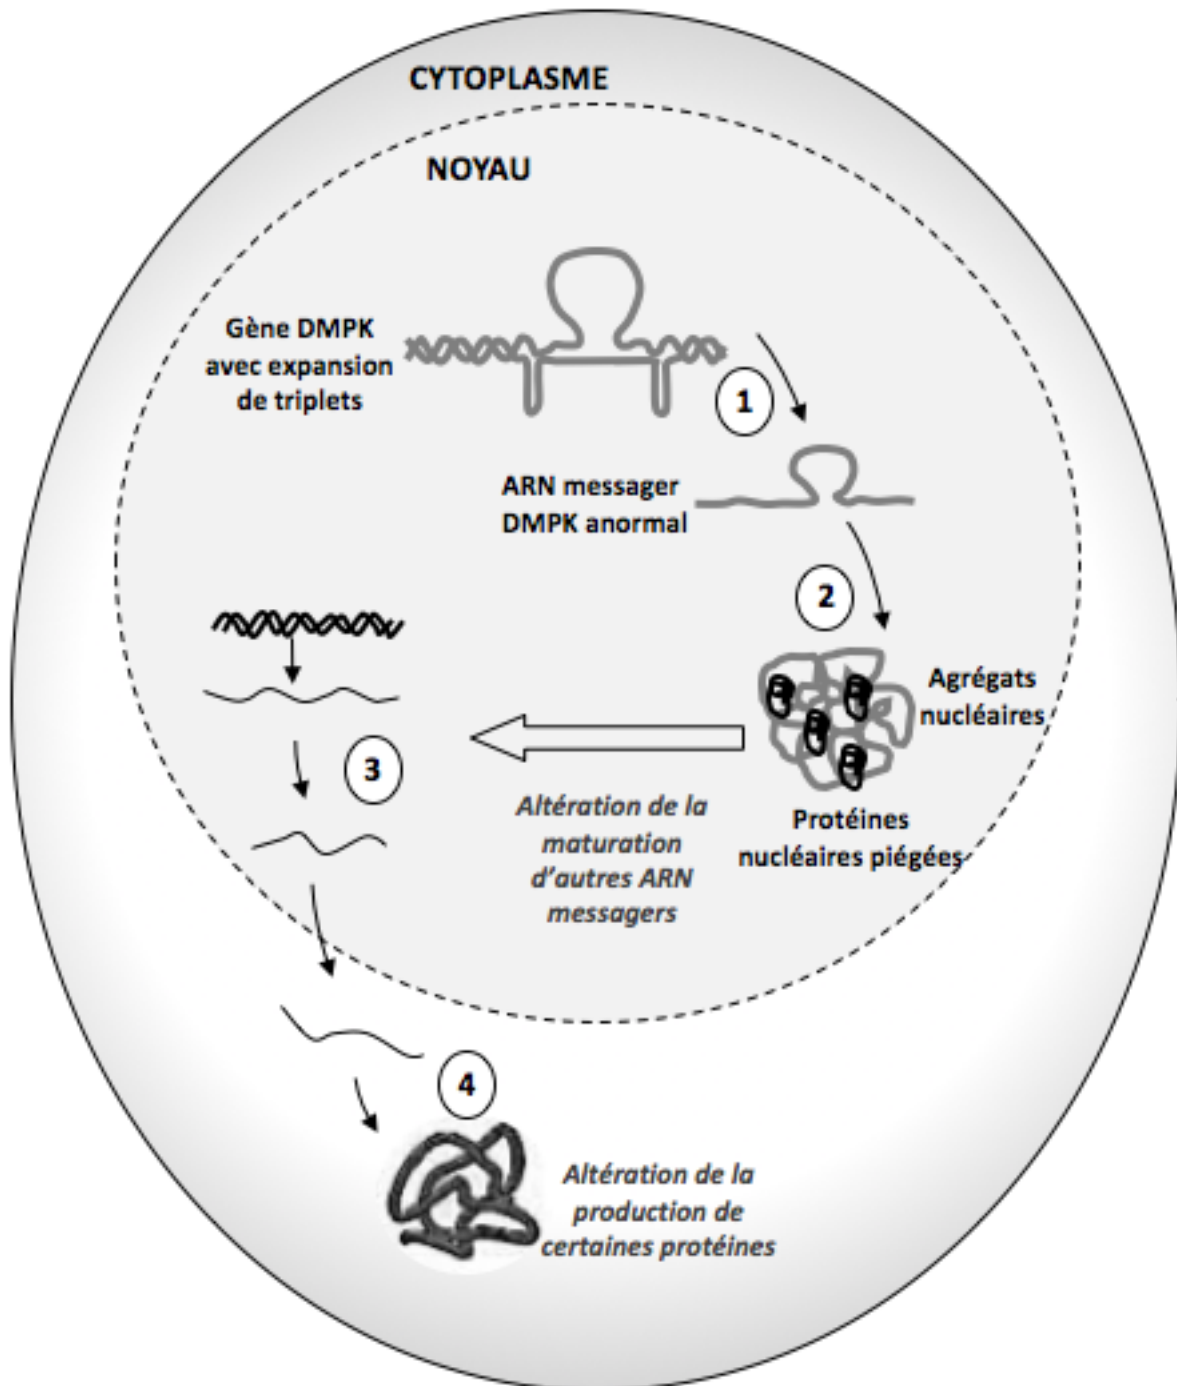 CYTOPLASME
NOYAU
Gène DMPK
avec expansion
de triplets
1
ARN messager
DMPK anormal
2
Agrégats
nucléaires
Protéines
nucléaires piégées
Altération de la
maturation
d'autres ARN
messagers
3
4
Altération de la
production de
certaines protéines